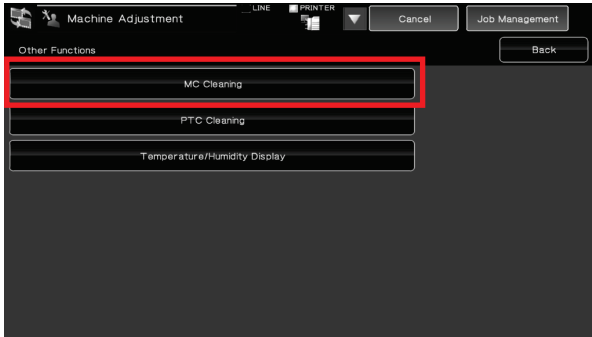 LINE PRINTER
Machine Adjustment Cancel Job Management
Other Functions Back
MC Cleaning
PTC Cleaning
Temperature/Humidity Display